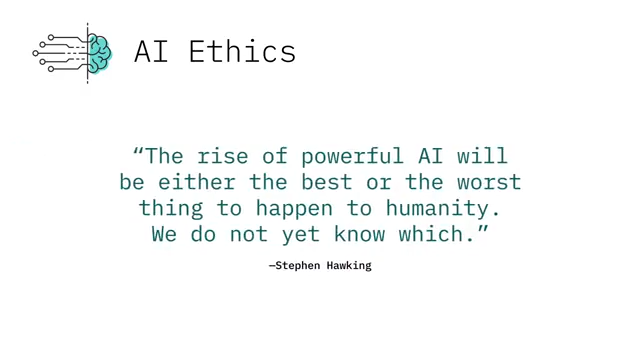 AI Ethics
“The rise of powerful AI will
be either the best or the worst
thing to happen to humanity.
We do not yet know which.”
—Stephen Hawking